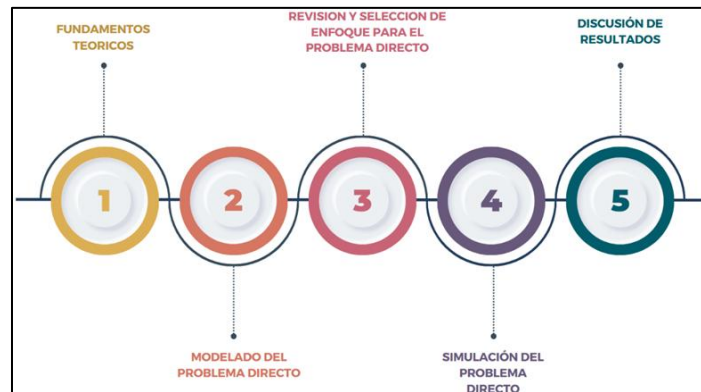 FUNDAMENTOS
TEORICOS
1
MODELADO DEL
PROBLEMA DIRECTO
2
REVISION Y SELECCION DE
ENFOQUE PARA EL
PROBLEMA DIRECTO
3
SIMULACIÓN DEL
PROBLEMA
DIRECTO
4
DISCUSIÓN DE
RESULTADOS
5